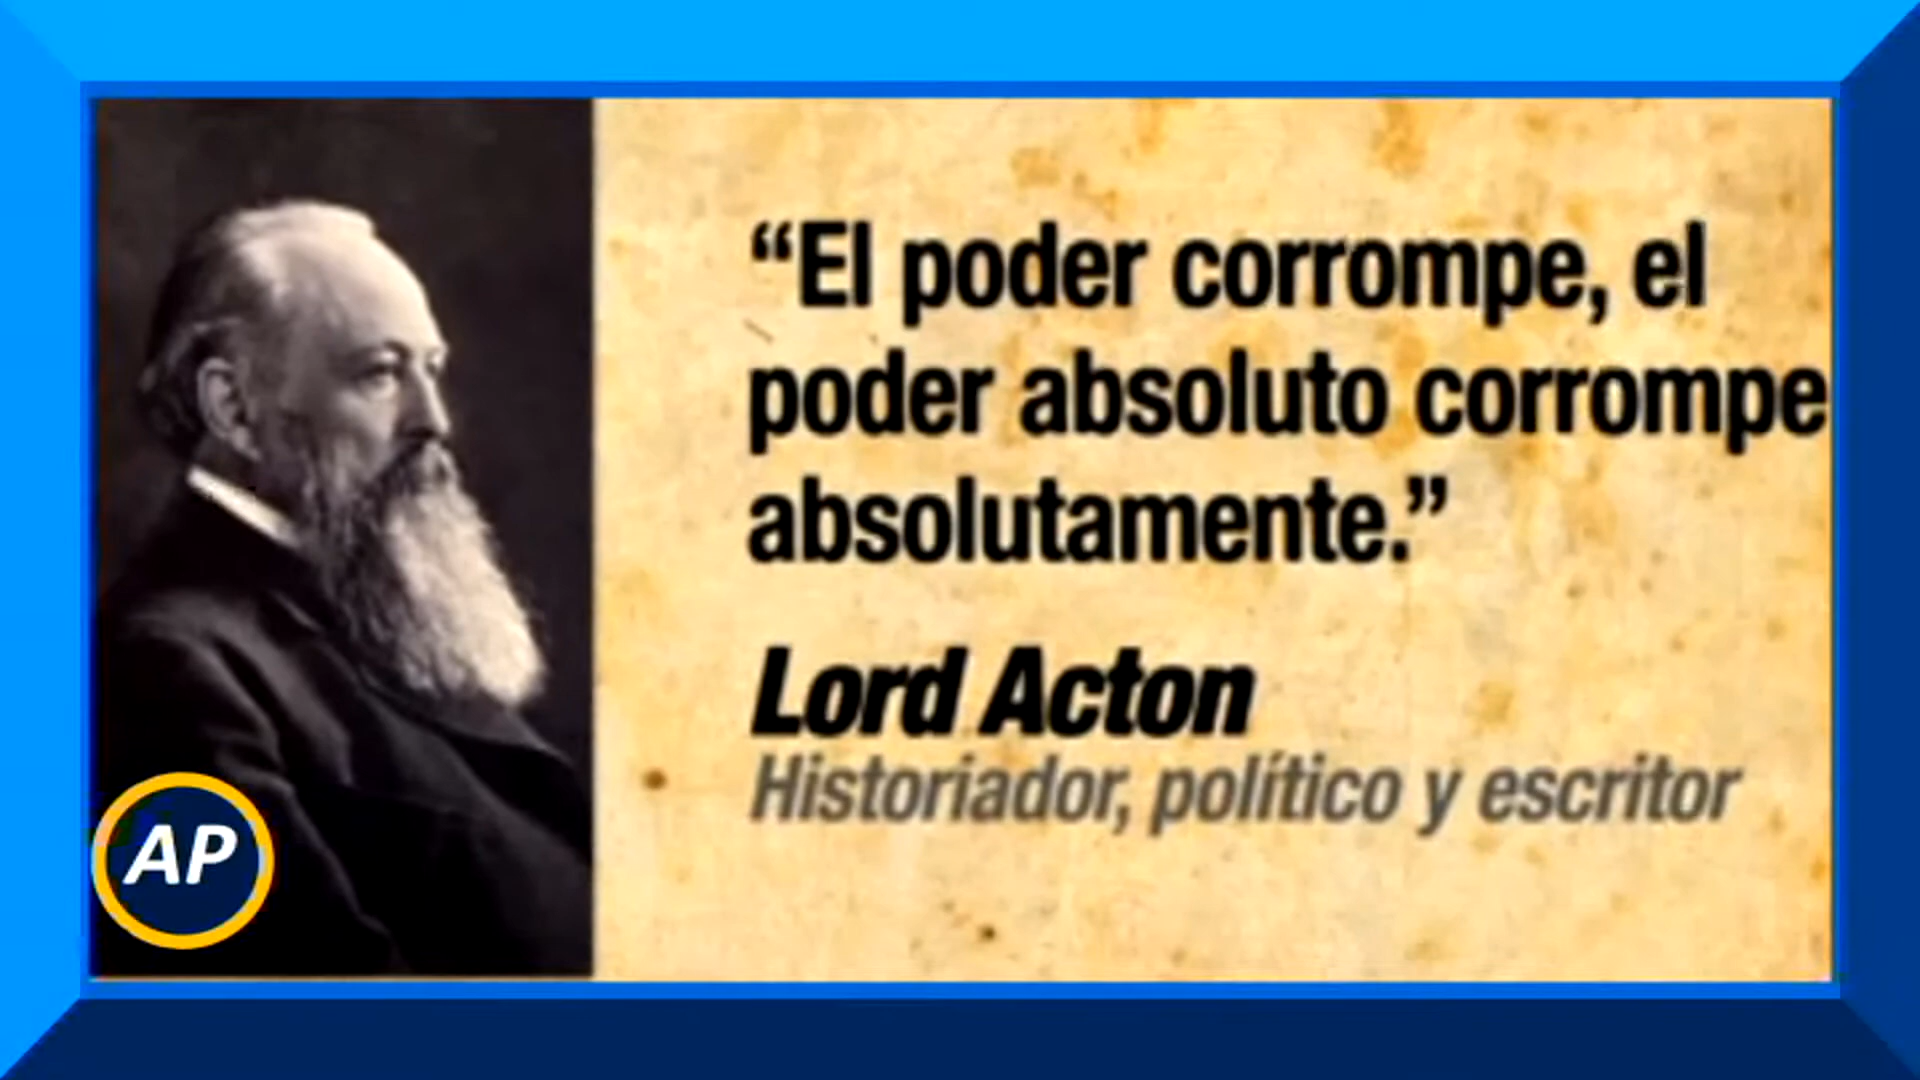 “El poder corrompe, el
poder absoluto corrompe
absolutamente.”
Lord Acton
Historiador, político y escritor
AP